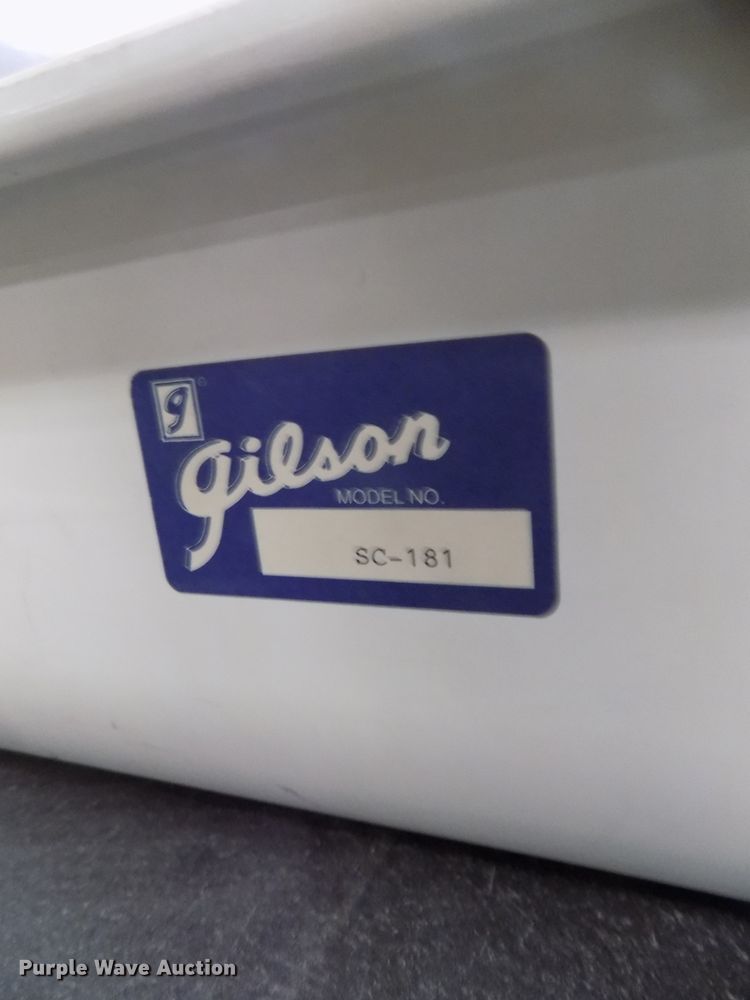 g
Gilson
MODEL NO.
SC-181
Purple Wave Auction